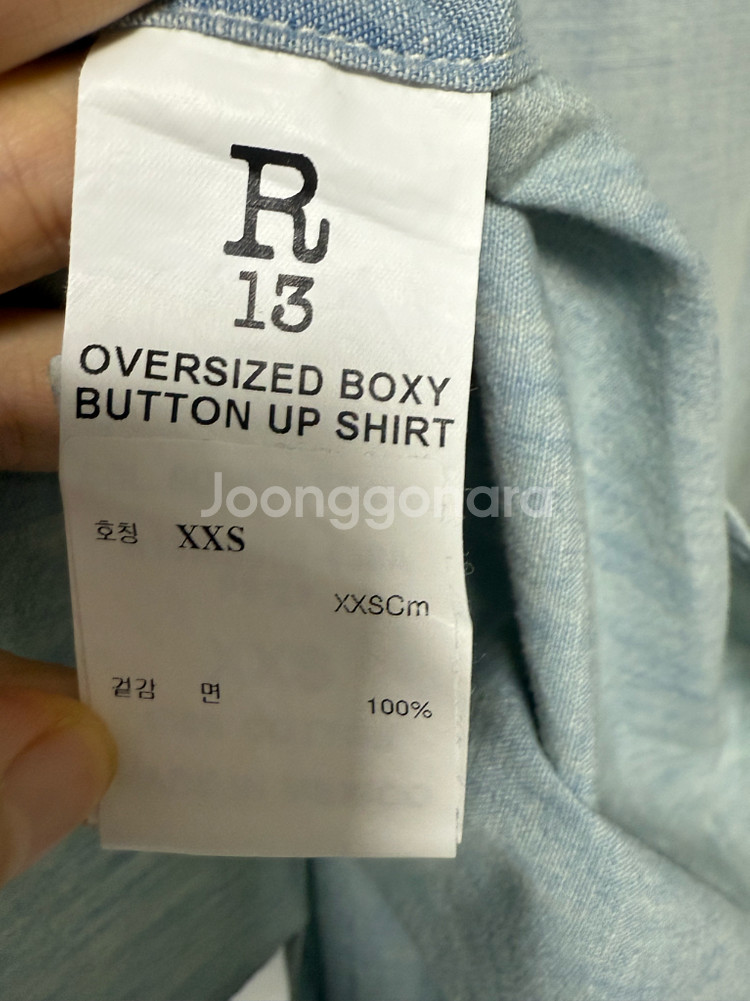 R
13
OVERSIZED BOXY
BUTTON UP SHIRT
Joonggonara
호칭 XXS
XXSCm
겉감 면 100%